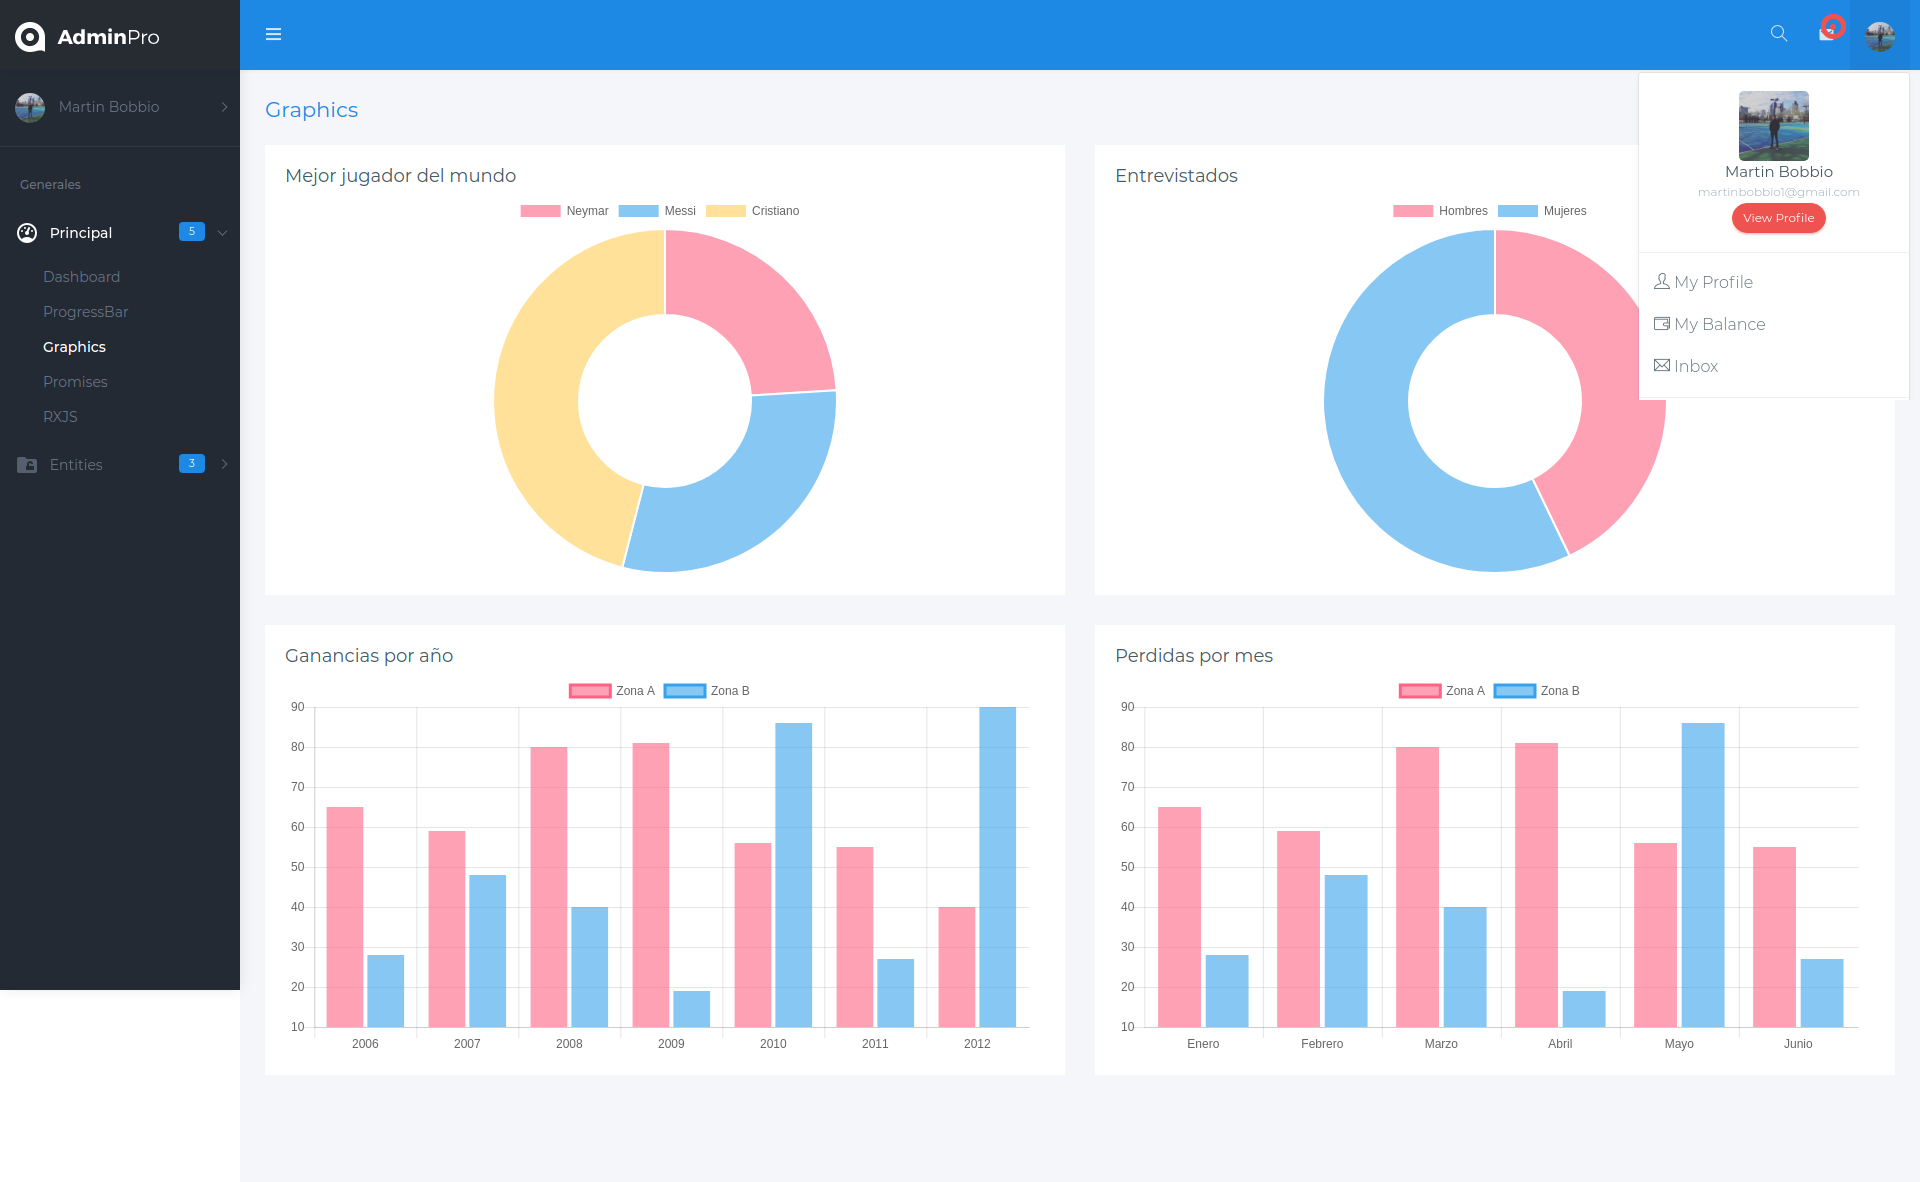 AdminPro
Martin Bobbio
Generales
Principal 5
Dashboard
ProgressBar
Graphics
Promises
RXJS
Entities 3
Graphics
Martin Bobbio
martinbobbio1@gmail.com
View Profile
My Profile
My Balance
Inbox
Mejor jugador del mundo
Neymar Messi Cristiano
Entrevistados
Hombres Mujeres
Ganancias por año
Zona A Zona B
90
80
70
60
50
40
30
20
10
2006 2007 2008 2009 2010 2011 2012
Perdidas por mes
Zona A Zona B
90
80
70
60
50
40
30
20
10
Enero Febrero Marzo Abril Mayo Junio